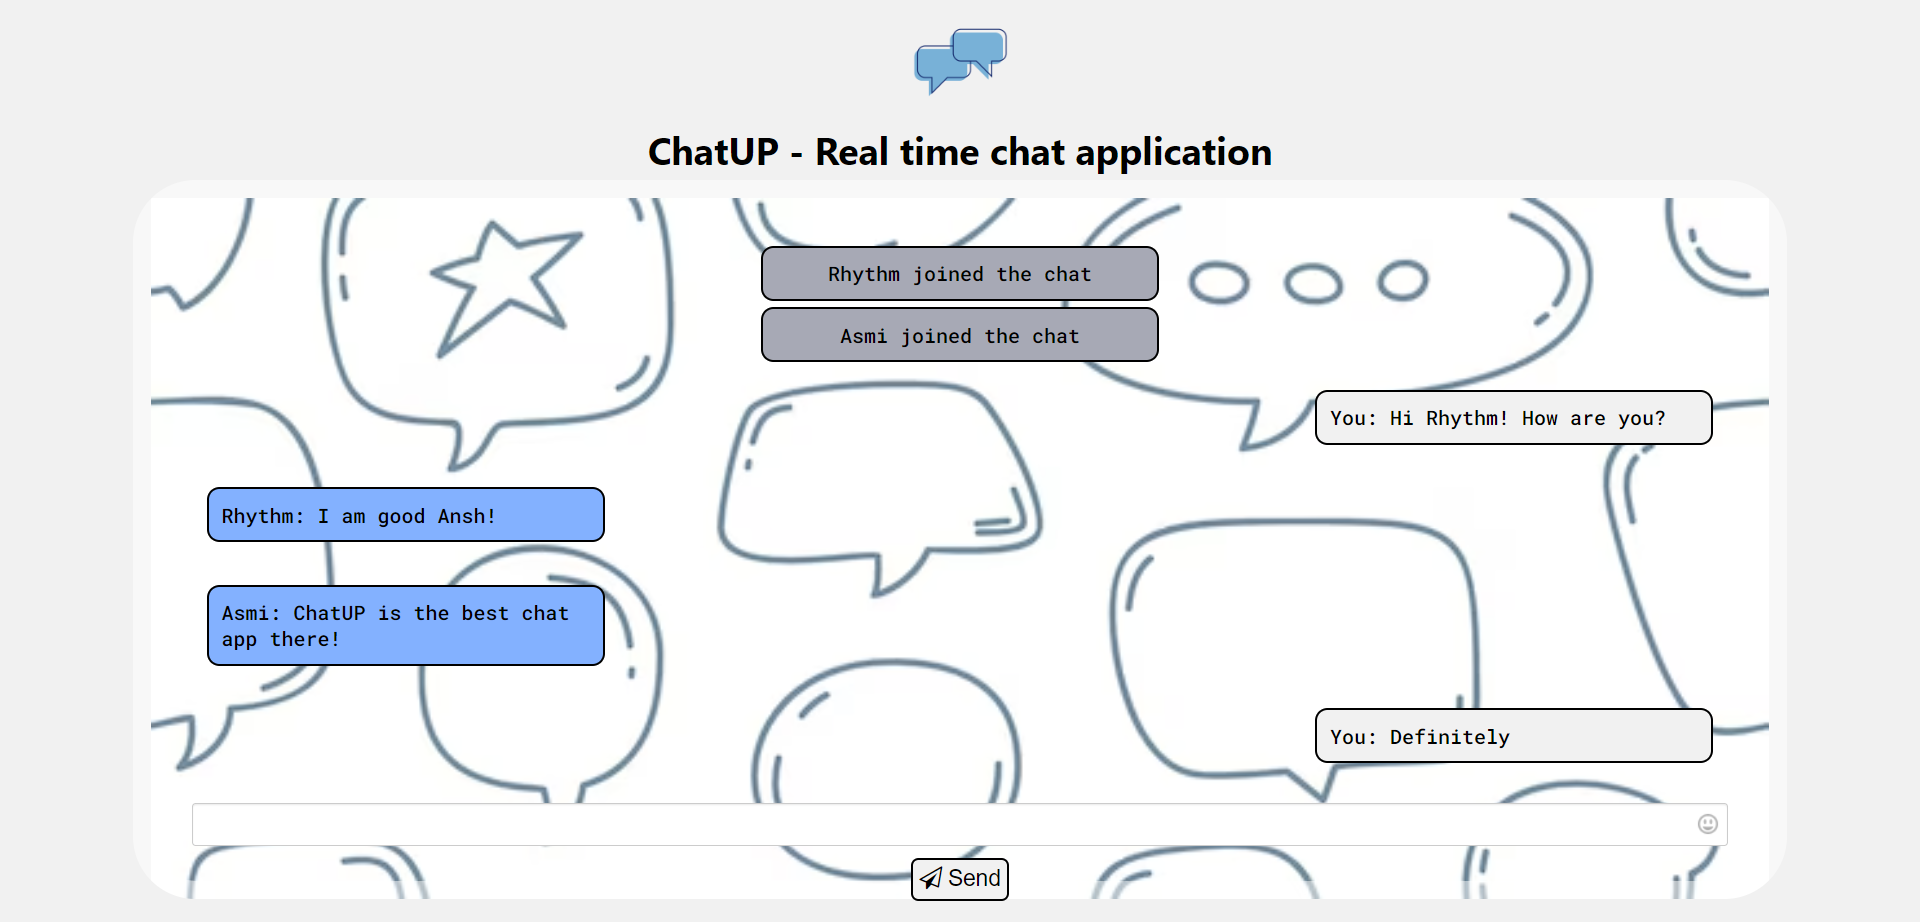 ChatUP - Real time chat application
Rhythm joined the chat
Asmi joined the chat
You: Hi Rhythm! How are you?
Rhythm: I am good Ansh!
Asmi: ChatUP is the best chat
app there!
You: Definitely
Send